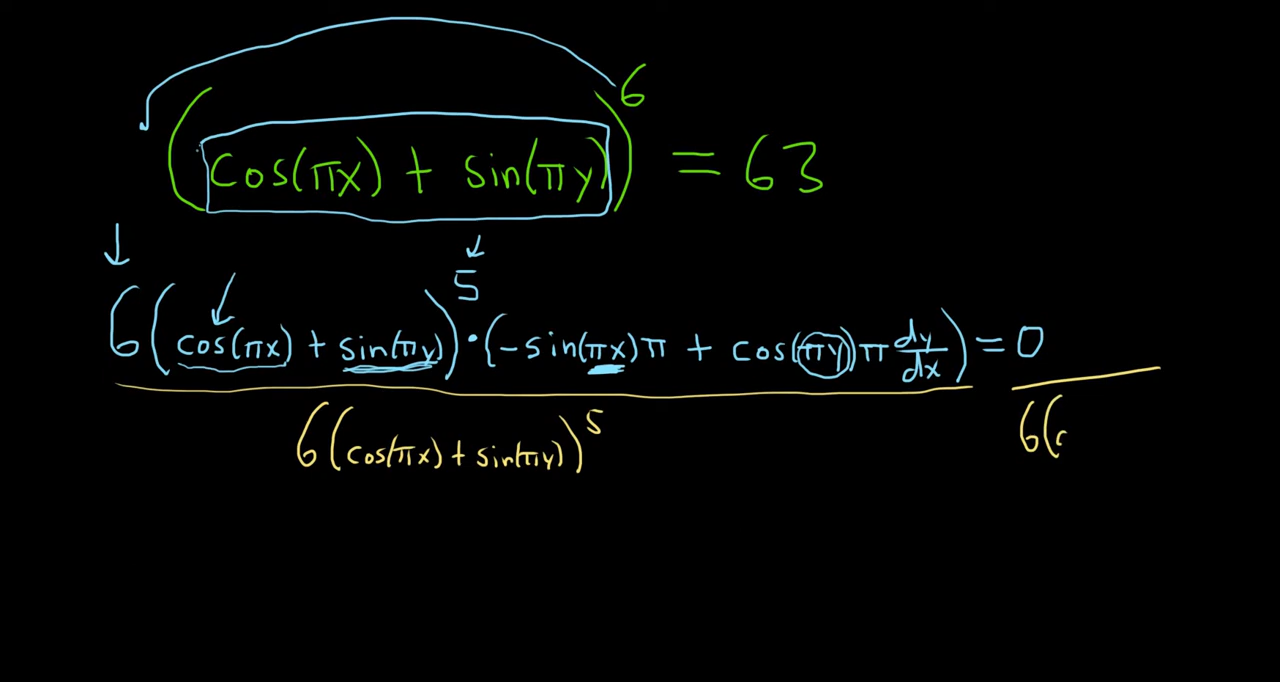 (cos(πx) + sin(πy))^6 = 63
6(cos(πx) + sin(πy))^5 · (-sin(πx)π + cos(πy)π dy/dx) = 0
6(cos(πx) + sin(πy))^5 6(c